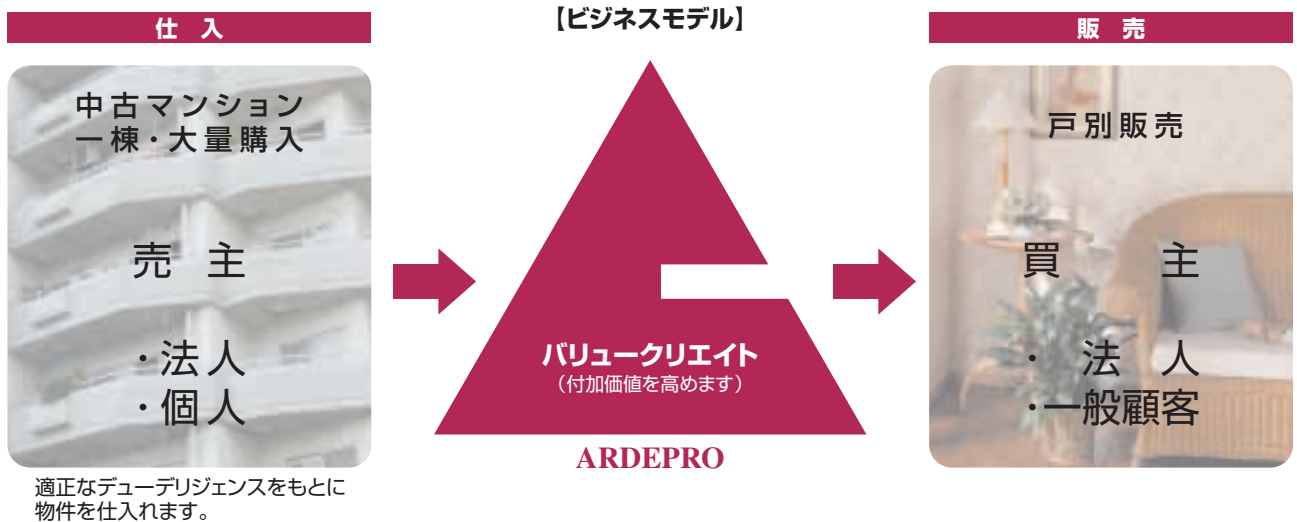 【ビジネスモデル】
仕 入
中古マンション
一棟・大量購入
売 主
・法人
・個人
適正なデューデリジェンスをもとに
物件を仕入れます。
バリュークリエイト
（付加価値を高めます）
ARDEPRO
販 売
戸別販売
買 主
・ 法 人
・一般顧客